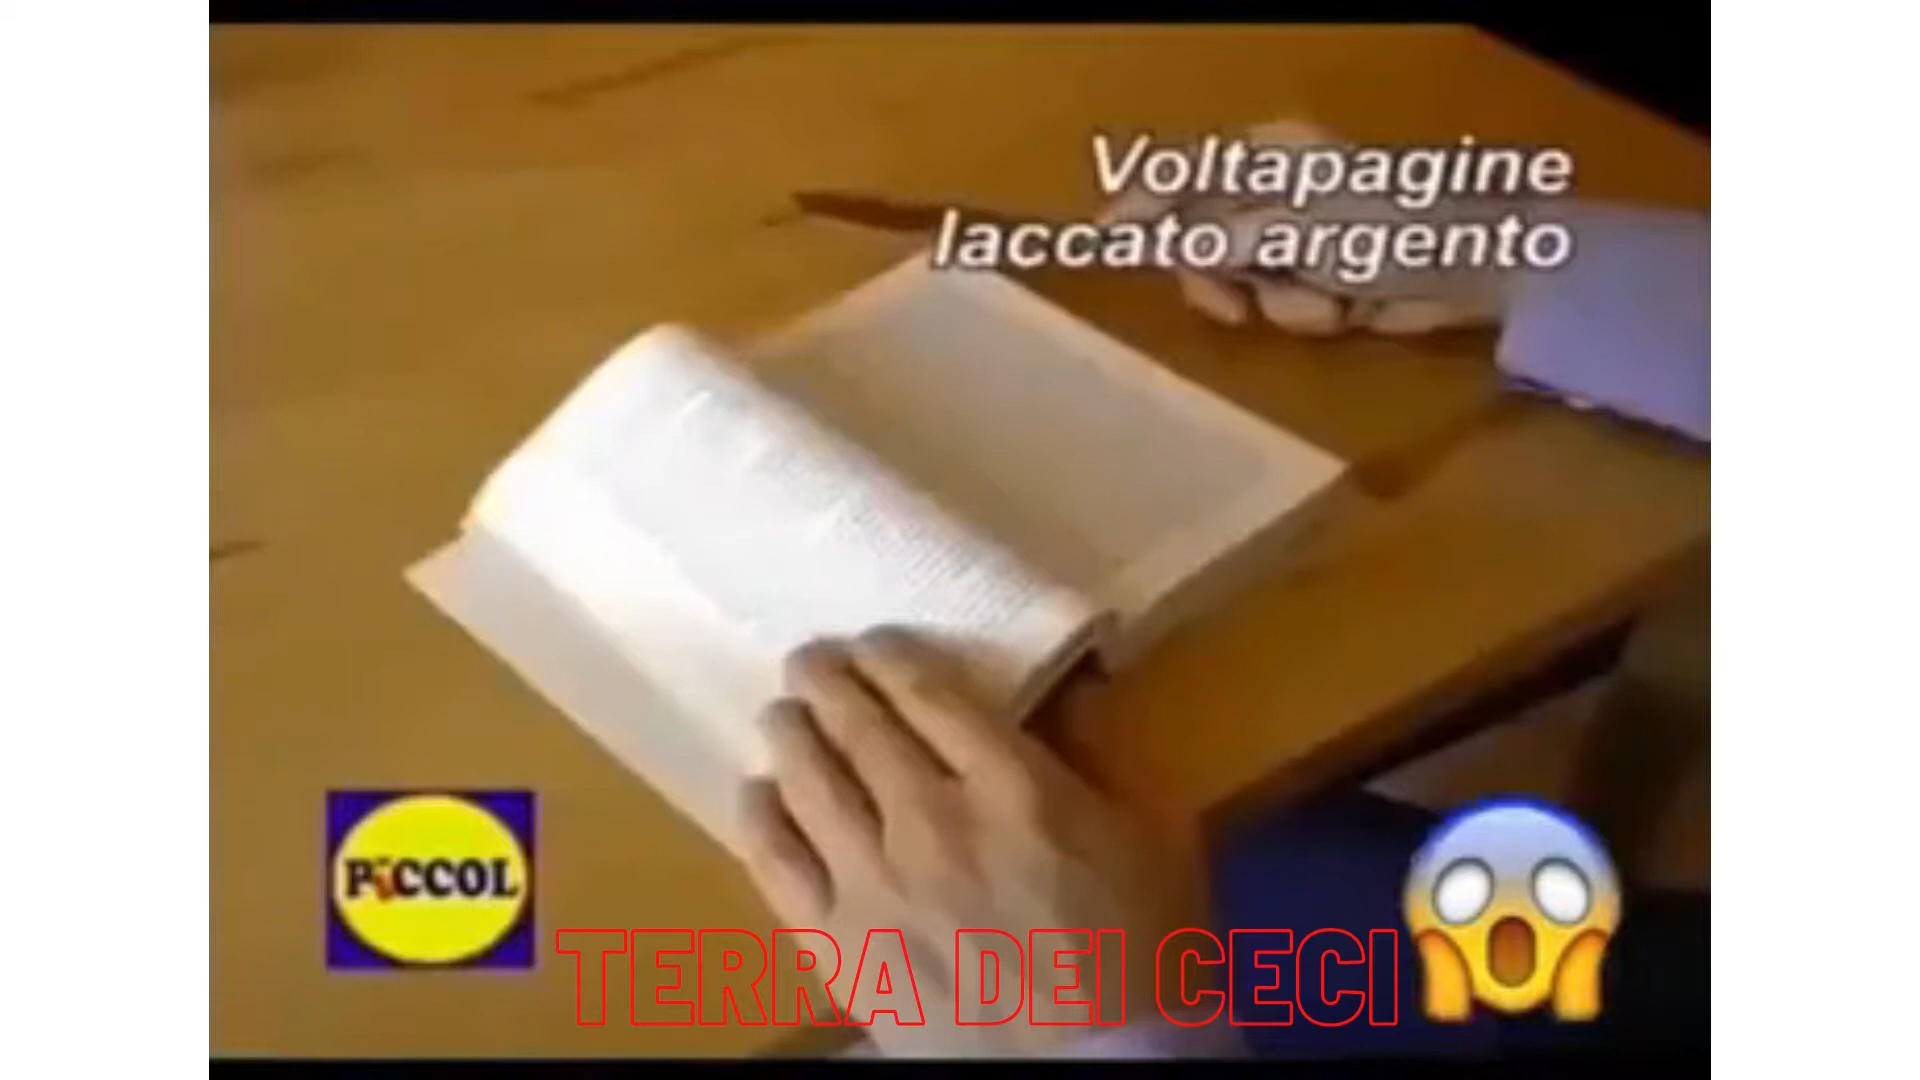 Voltapagine
laccato argento
PiCCOL
TERRA DEI CECI